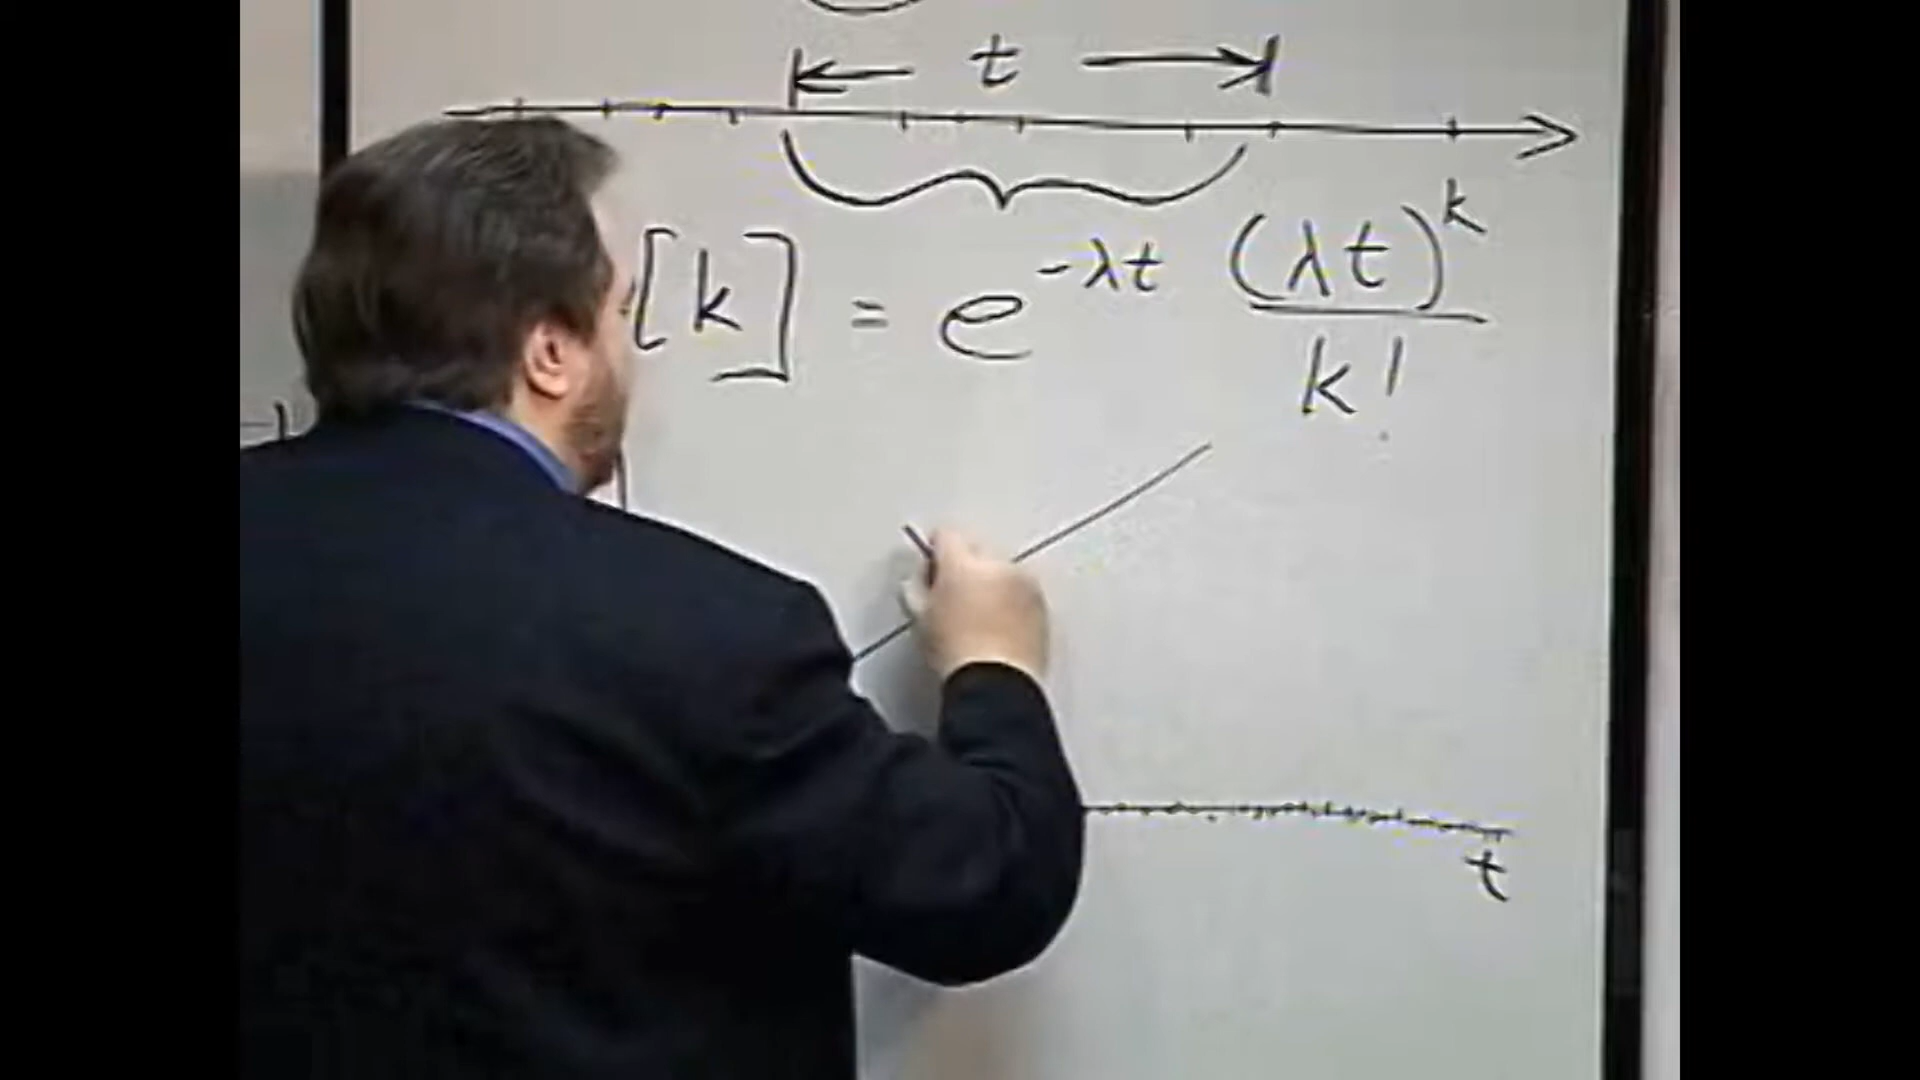 t
[k] = e^{-λt} (λt)^k / k!
t